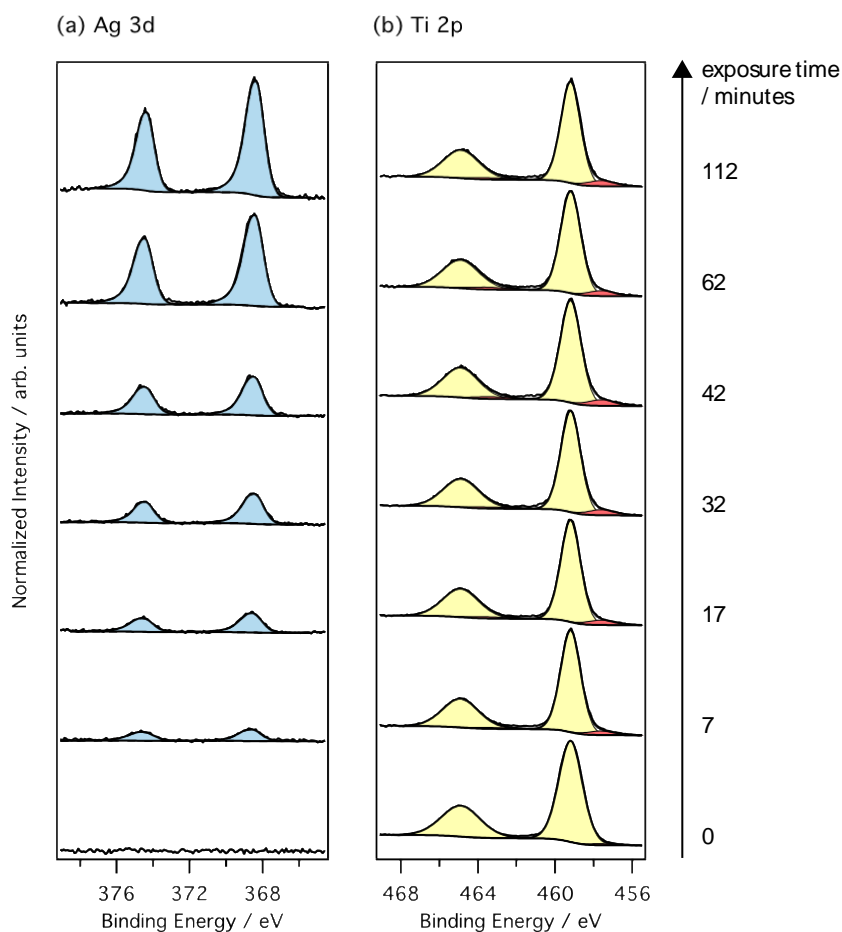 (a) Ag 3d
(b) Ti 2p
exposure time
/ minutes
112
62
42
32
17
7
0
Normalized Intensity / arb. units
376 372 368
468 464 460 456
Binding Energy / eV
Binding Energy / eV